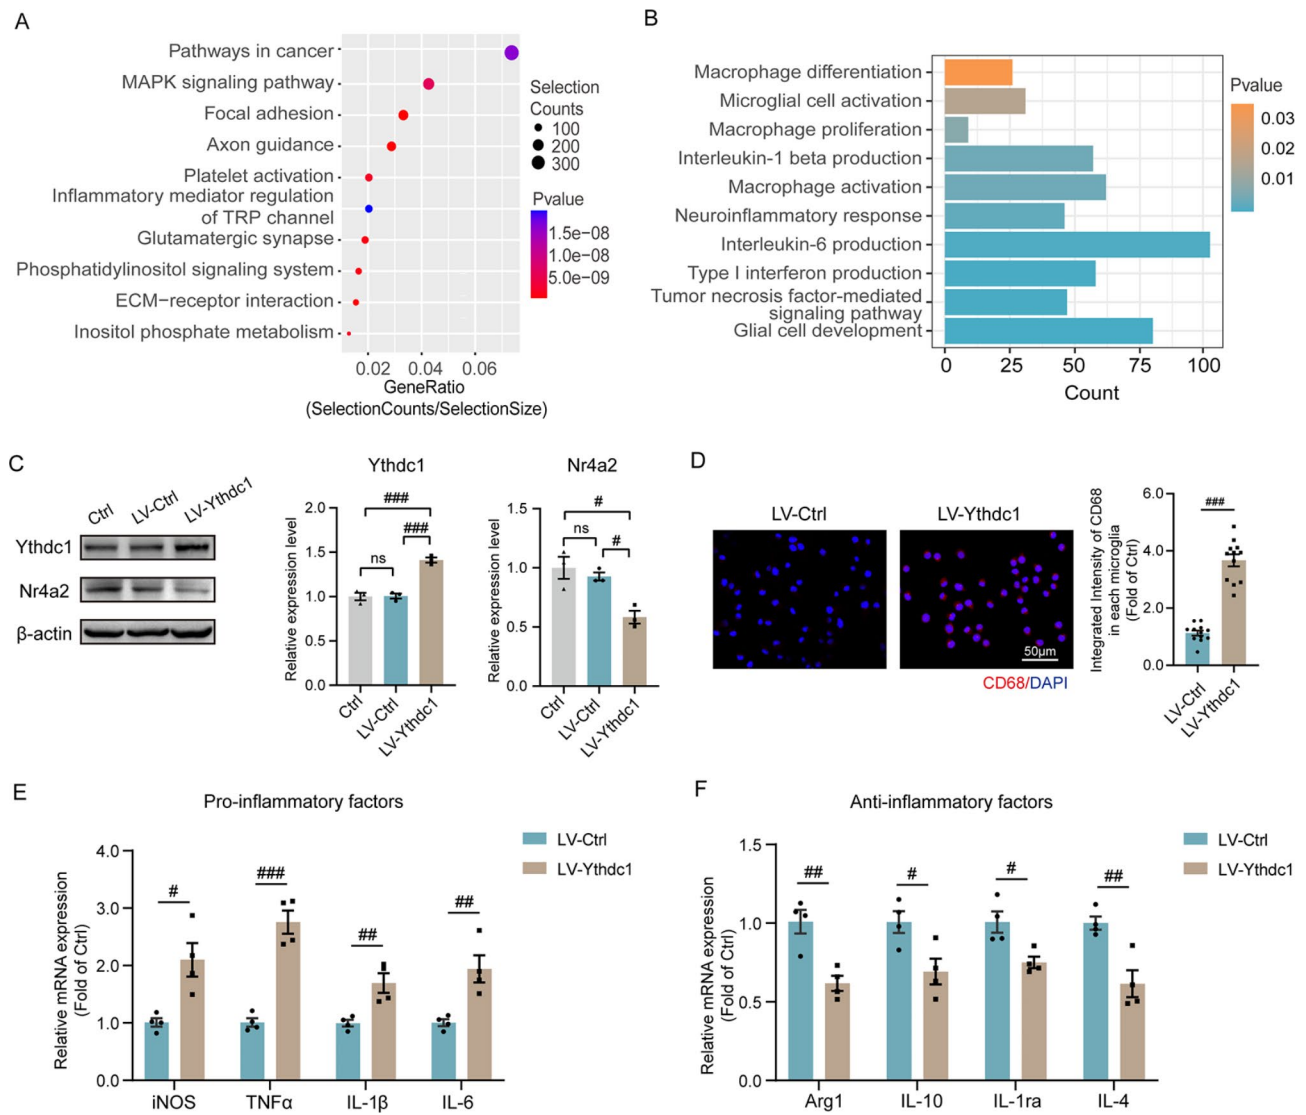 A
Pathways in cancer
MAPK signaling pathway
Focal adhesion
Axon guidance
Platelet activation
Inflammatory mediator regulation
of TRP channel
Glutamatergic synapse
Phosphatidylinositol signaling system
ECM−receptor interaction
Inositol phosphate metabolism
0.02 0.04 0.06
GeneRatio
(SelectionCounts/SelectionSize)
Selection
Counts
100
200
300
Pvalue
1.5e−08
1.0e−08
5.0e−09
B
Macrophage differentiation
Microglial cell activation
Macrophage proliferation
Interleukin-1 beta production
Macrophage activation
Neuroinflammatory response
Interleukin-6 production
Type I interferon production
Tumor necrosis factor-mediated
signaling pathway
Glial cell development
0 25 50 75 100
Count
Pvalue
0.03
0.02
0.01
C
Ctrl LV-Ctrl LV-Ythdc1
Ythdc1
Nr4a2
β-actin
Ythdc1
Relative expression level
2.0
1.5
1.0
0.5
0.0
###
###
ns
Ctrl LV-Ctrl LV-Ythdc1
Nr4a2
Relative expression level
1.5
1.0
0.5
0.0
#
ns #
Ctrl LV-Ctrl LV-Ythdc1
D
LV-Ctrl LV-Ythdc1
50μm
CD68/DAPI
Integrated Intensity of CD68
in each microglia
(Fold of Ctrl)
6.0
4.0
2.0
0.0
###
LV-Ctrl LV-Ythdc1
E
Pro-inflammatory factors
LV-Ctrl
LV-Ythdc1
Relative mRNA expression
(Fold of Ctrl)
4.0
3.0
2.0
1.0
0.0
# ### ## ##
iNOS TNFα IL-1β IL-6
F
Anti-inflammatory factors
LV-Ctrl
LV-Ythdc1
Relative mRNA expression
(Fold of Ctrl)
1.5
1.0
0.5
0.0
## # # ##
Arg1 IL-10 IL-1ra IL-4